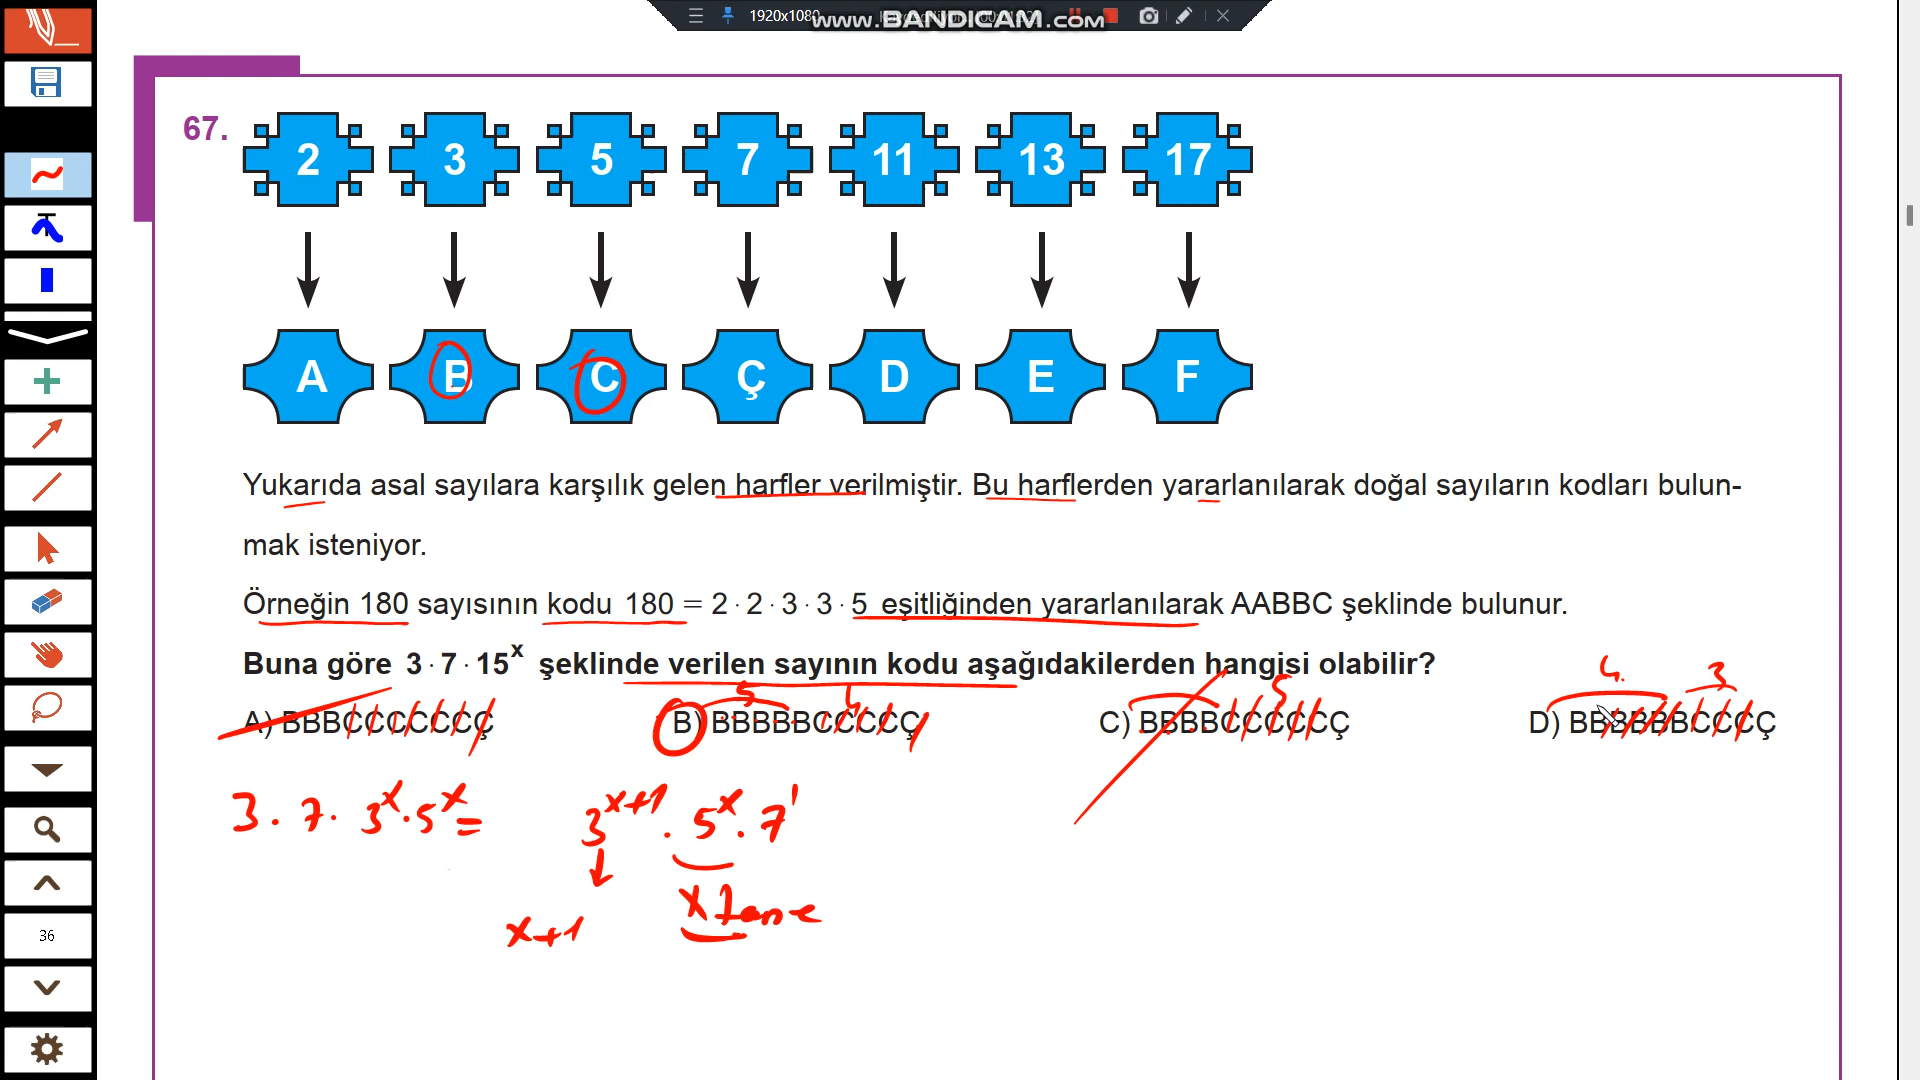 1920x1080
www.BANDICAM.com
67.
2 3 5 7 11 13 17
A B C Ç D E F
Yukarıda asal sayılara karşılık gelen harfler verilmiştir. Bu harflerden yararlanılarak doğal sayıların kodları bulun-
mak isteniyor.
Örneğin 180 sayısının kodu 180 = 2 · 2 · 3 · 3 · 5 eşitliğinden yararlanılarak AABBC şeklinde bulunur.
Buna göre 3 · 7 · 15^x şeklinde verilen sayının kodu aşağıdakilerden hangisi olabilir?
5 4 5 4. 3
A) BBBCCCCCCÇ B) BBBBBCCCCÇ C) BBBBCCCCCÇ D) BBBBBBCCCÇ
3 . 7 . 3^x . 5^x = 3^x+1 . 5^x . 7^1
x+1 x tane
36